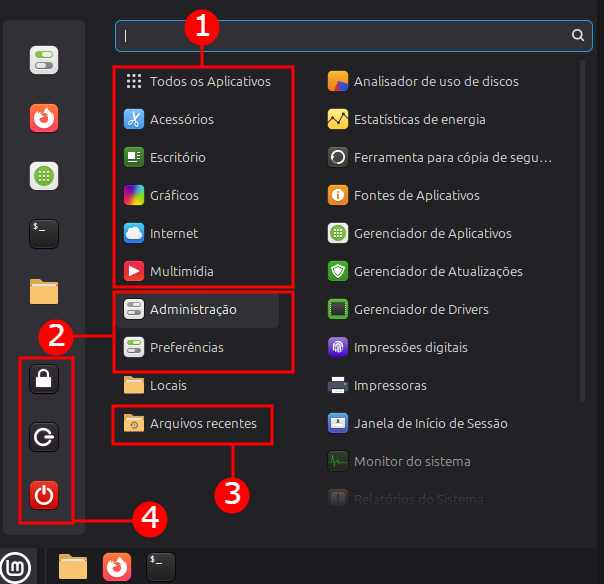 1
Todos os Aplicativos
Acessórios
Escritório
Gráficos
Internet
Multimídia
2
Administração
Preferências
Locais
Arquivos recentes
3
4
Analisador de uso de discos
Estatísticas de energia
Ferramenta para cópia de segu...
Fontes de Aplicativos
Gerenciador de Aplicativos
Gerenciador de Atualizações
Gerenciador de Drivers
Impressões digitais
Impressoras
Janela de Início de Sessão
Monitor do sistema
Relatórios do Sistema